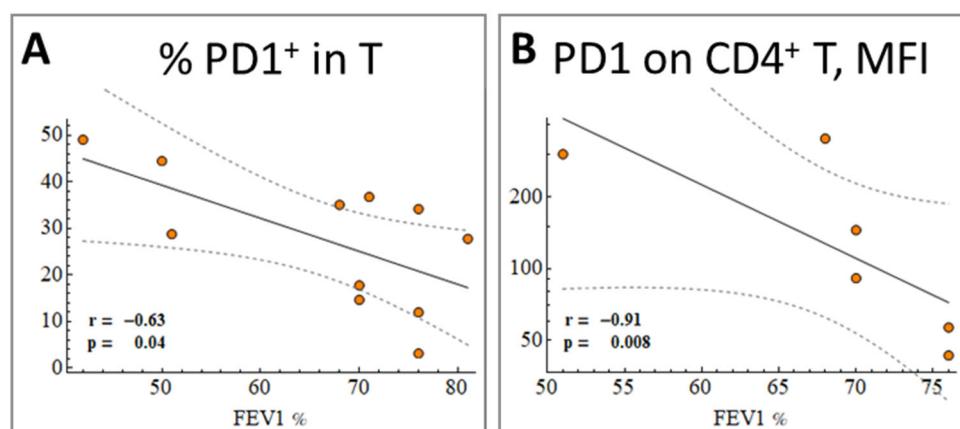 A % PD1⁺ in T
50
40
30
20
10
0
r = −0.63
p = 0.04
50 60 70 80
FEV1 %
B PD1 on CD4⁺ T, MFI
200
100
50
r = −0.91
p = 0.008
50 55 60 65 70 75
FEV1 %